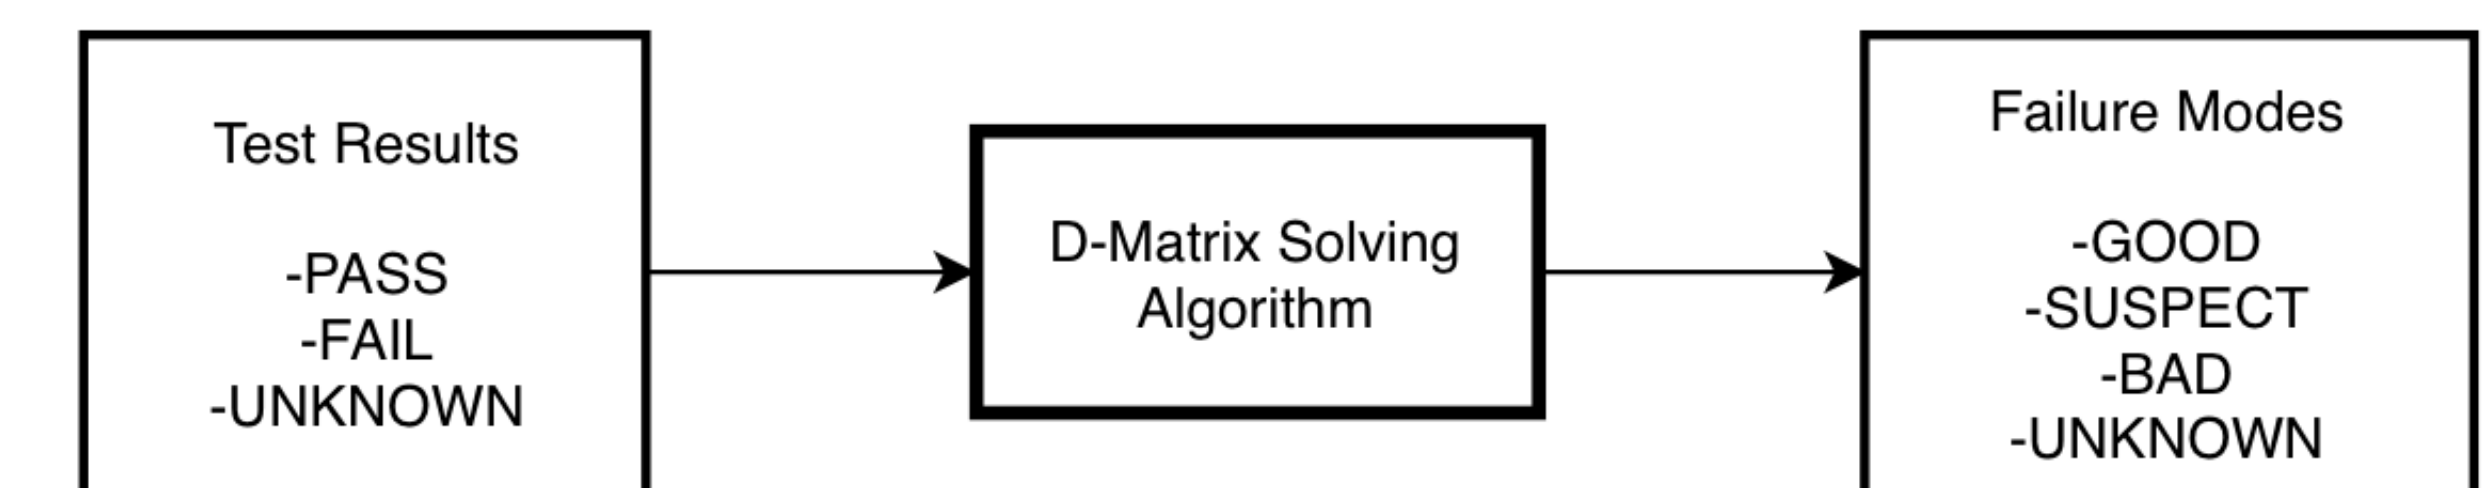 Test Results
-PASS
-FAIL
-UNKNOWN
D-Matrix Solving
Algorithm
Failure Modes
-GOOD
-SUSPECT
-BAD
-UNKNOWN